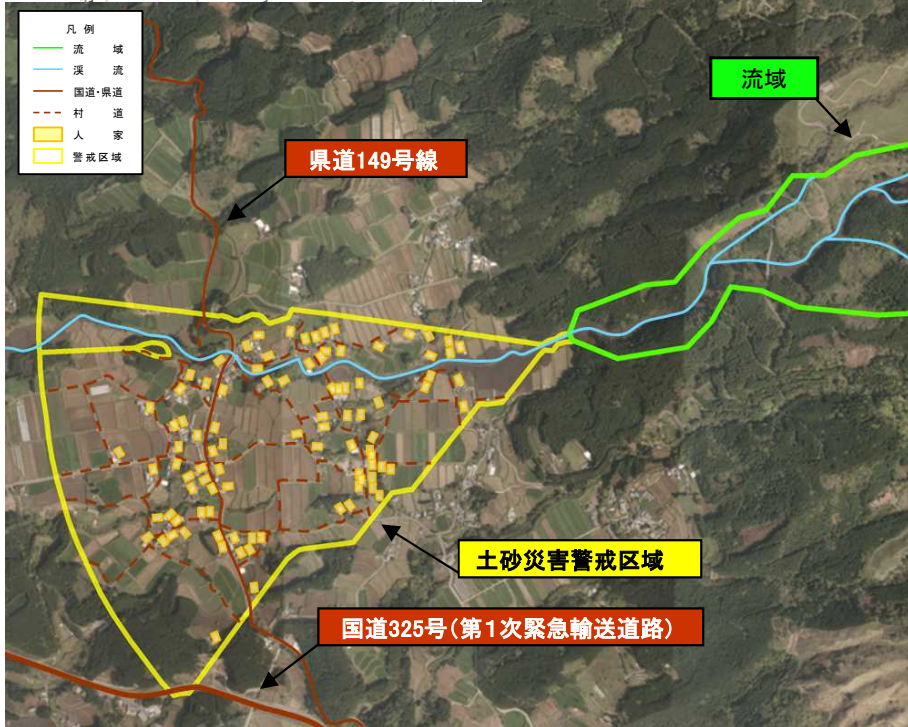 凡 例
流 域
渓 流
国道・県道
村 道
人 家
警戒区域
流域
県道149号線
土砂災害警戒区域
国道325号（第１次緊急輸送道路）